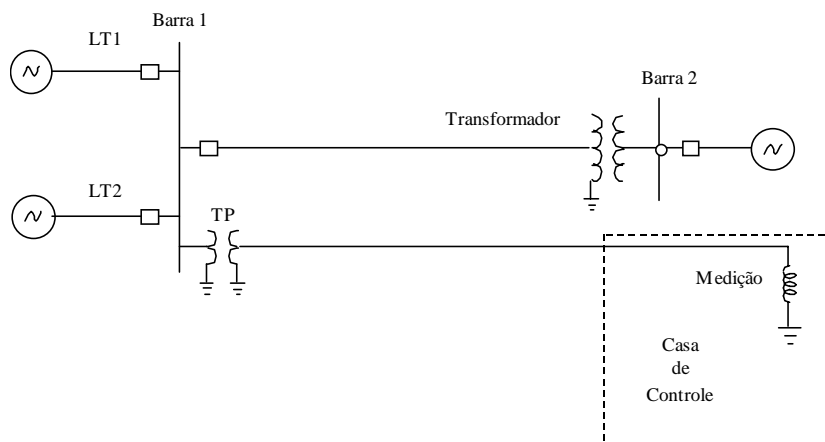 Barra 1
LT1
Barra 2
Transformador
LT2
TP
Medição
Casa
de
Controle